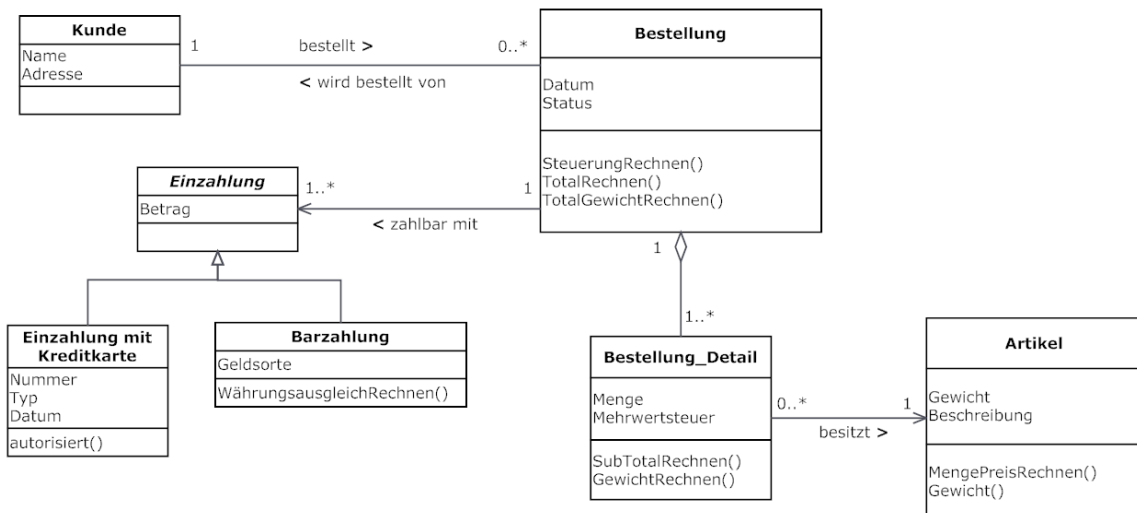 Kunde
Name
Adresse
1
bestellt >
0..*
< wird bestellt von
Bestellung
Datum
Status
SteuerungRechnen()
TotalRechnen()
TotalGewichtRechnen()
Einzahlung
Betrag
1..*
1
< zahlbar mit
1
1..*
Einzahlung mit
Kreditkarte
Nummer
Typ
Datum
autorisiert()
Barzahlung
Geldsorte
WährungsausgleichRechnen()
Bestellung_Detail
Menge
Mehrwertsteuer
SubTotalRechnen()
GewichtRechnen()
0..*
1
besitzt >
Artikel
Gewicht
Beschreibung
MengePreisRechnen()
Gewicht()